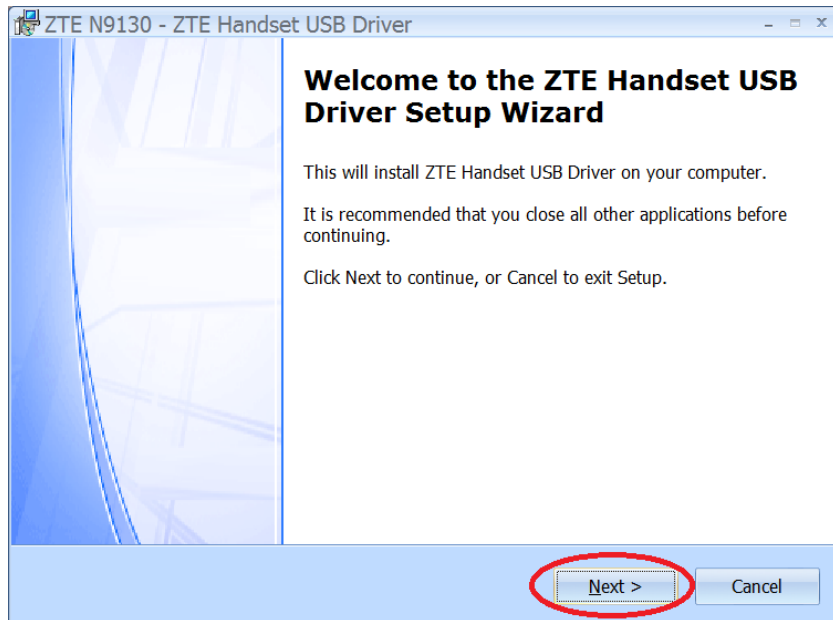 ZTE N9130 - ZTE Handset USB Driver
Welcome to the ZTE Handset USB
Driver Setup Wizard
This will install ZTE Handset USB Driver on your computer.
It is recommended that you close all other applications before
continuing.
Click Next to continue, or Cancel to exit Setup.
Next >
Cancel